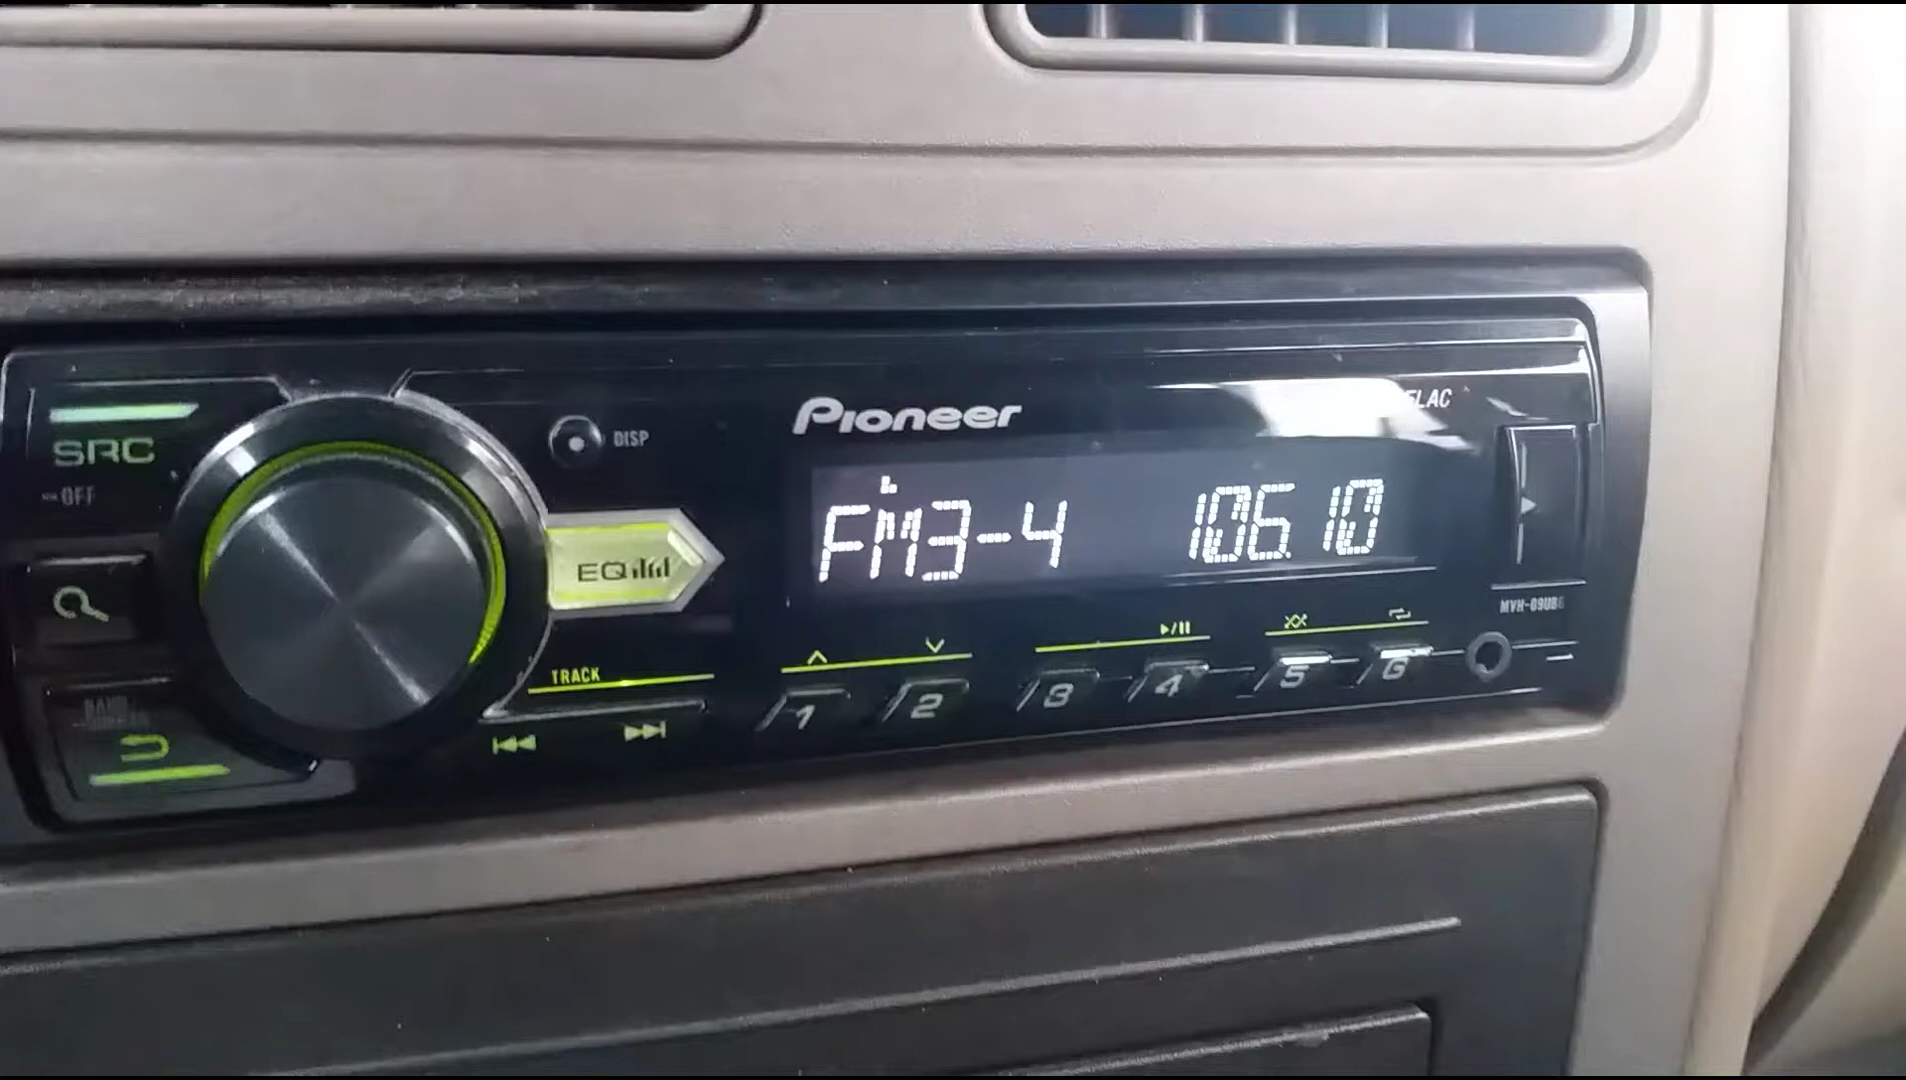 Pioneer
FLAC
SRC
DISP
OFF
FM3-4 106.10
EQ
MVH-09UB
TRACK
1 2 3 4 5 6
BAND